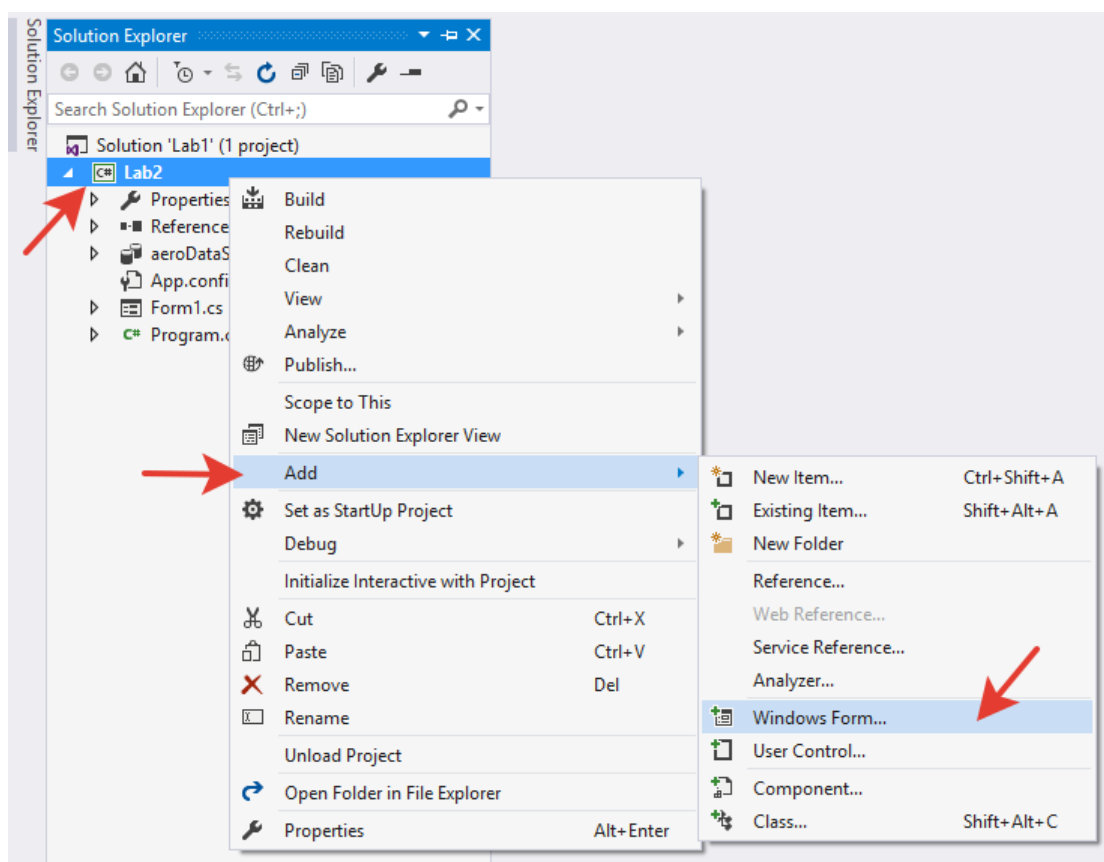 Solution Explorer
Solution Explorer
Search Solution Explorer (Ctrl+;)
Solution 'Lab1' (1 project)
C# Lab2
Properties
Reference
aeroDataS
App.confi
Form1.cs
C# Program.c
Build
Rebuild
Clean
View
Analyze
Publish...
Scope to This
New Solution Explorer View
Add
Set as StartUp Project
Debug
Initialize Interactive with Project
Cut Ctrl+X
Paste Ctrl+V
Remove Del
Rename
Unload Project
Open Folder in File Explorer
Properties Alt+Enter
New Item... Ctrl+Shift+A
Existing Item... Shift+Alt+A
New Folder
Reference...
Web Reference...
Service Reference...
Analyzer...
Windows Form...
User Control...
Component...
Class... Shift+Alt+C